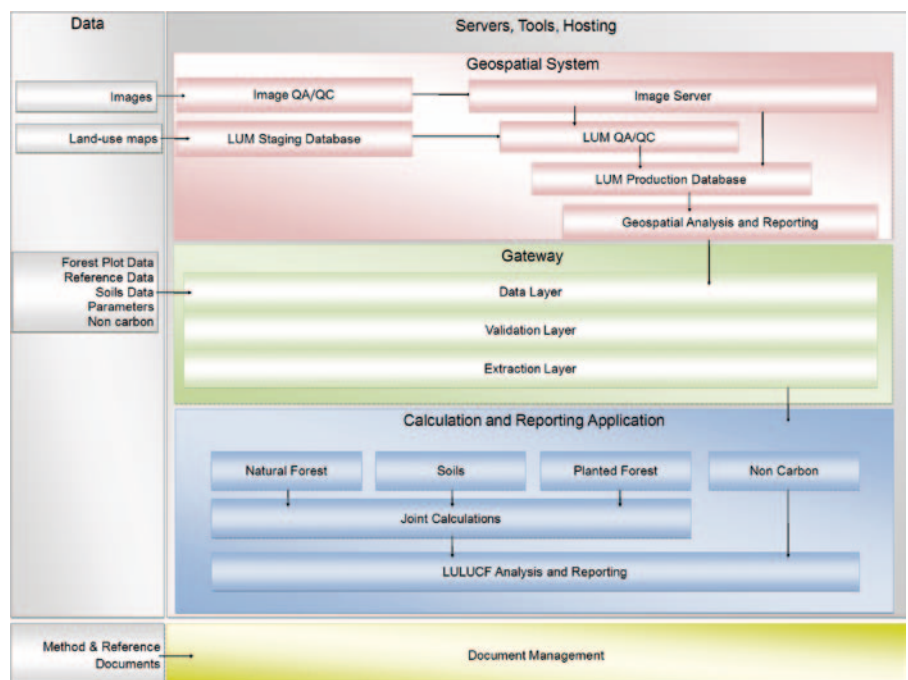 Data
Servers, Tools, Hosting
Geospatial System
Images
Image QA/QC
Image Server
Land-use maps
LUM Staging Database
LUM QA/QC
LUM Production Database
Geospatial Analysis and Reporting
Forest Plot Data
Reference Data
Soils Data
Parameters
Non carbon
Gateway
Data Layer
Validation Layer
Extraction Layer
Calculation and Reporting Application
Natural Forest
Soils
Planted Forest
Non Carbon
Joint Calculations
LULUCF Analysis and Reporting
Method & Reference
Documents
Document Management